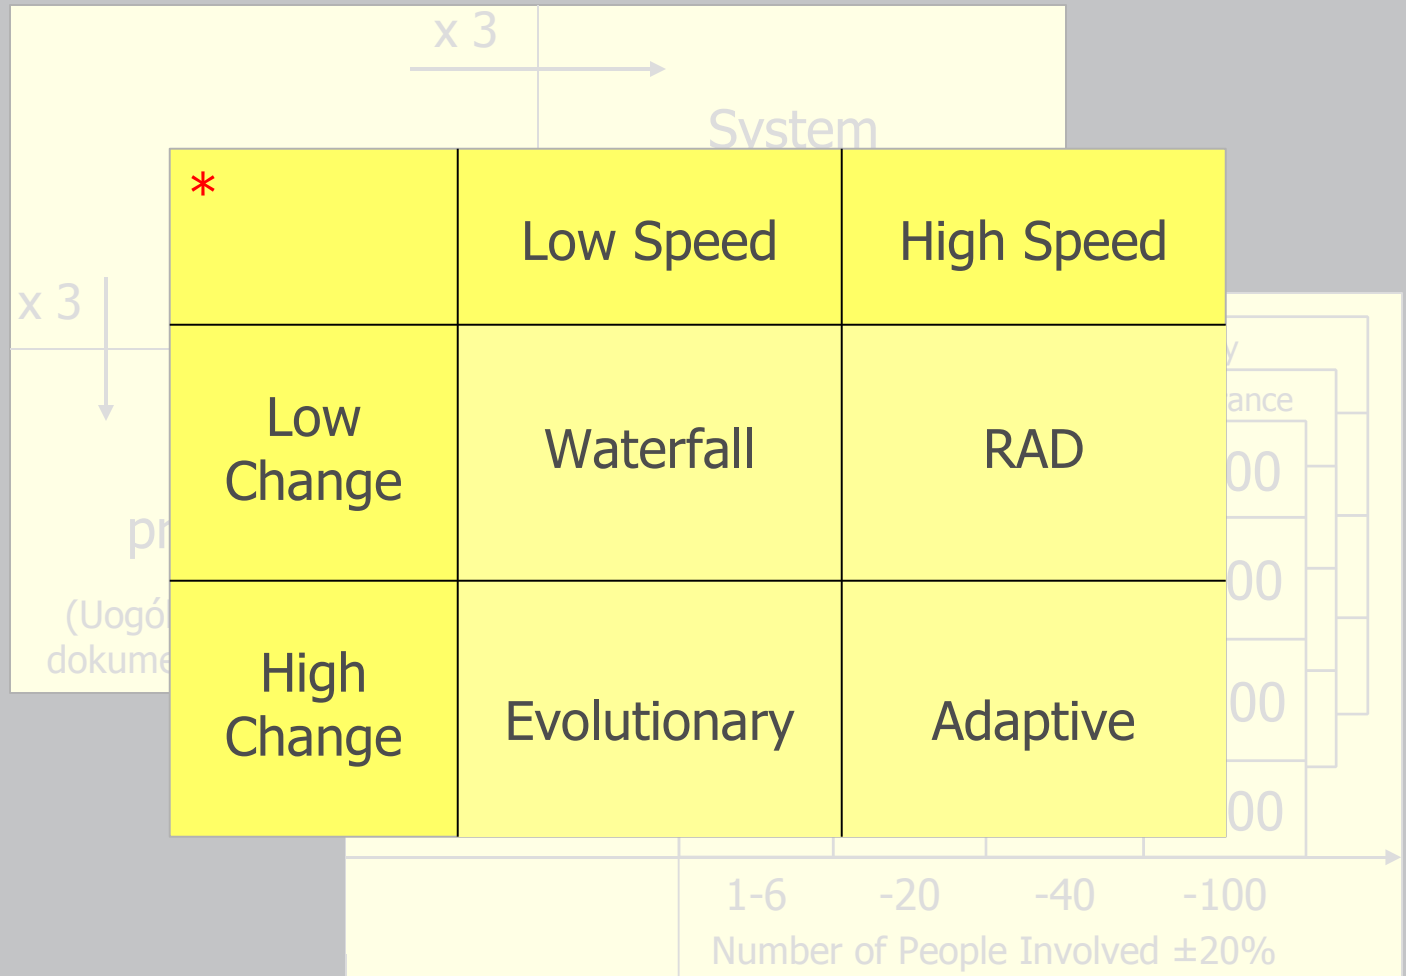 x 3
System
*
Low Speed
High Speed
x 3
Low
Change
Waterfall
RAD
High
Change
Evolutionary
Adaptive
00
00
00
00
1-6 -20 -40 -100
Number of People Involved ±20%